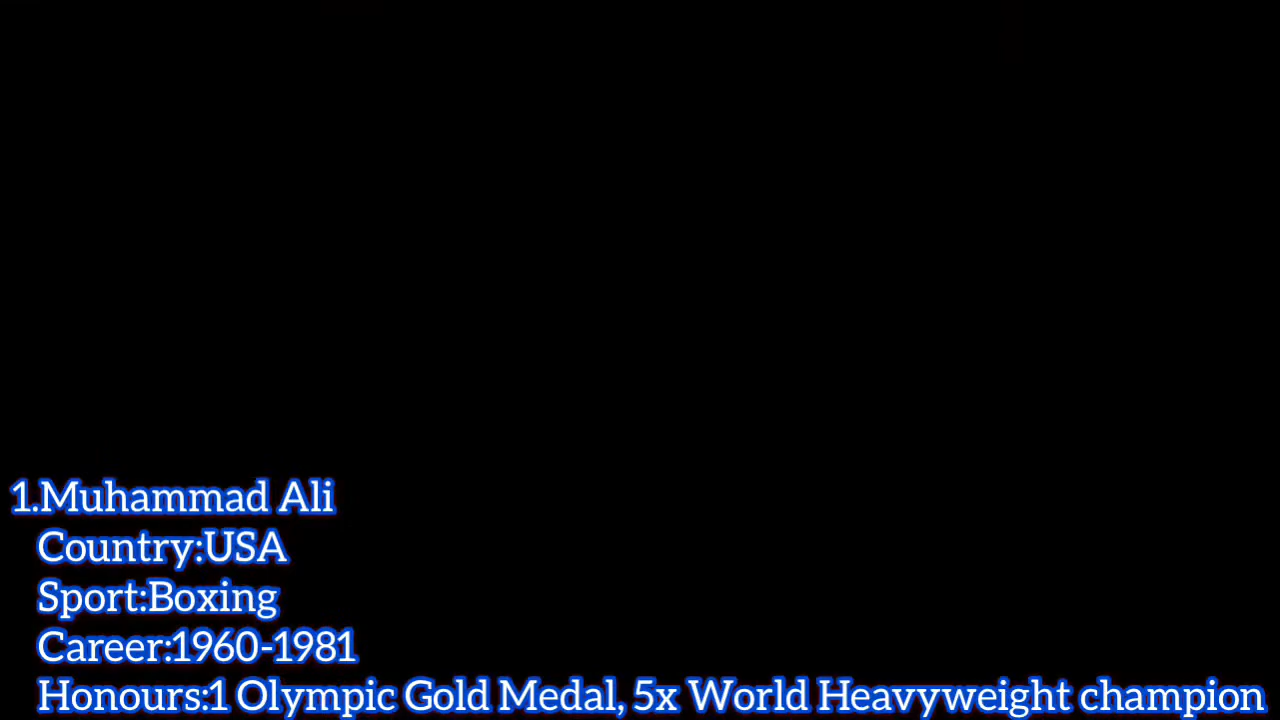 1.Muhammad Ali
Country:USA
Sport:Boxing
Career:1960-1981
Honours:1 Olympic Gold Medal, 5x World Heavyweight champion